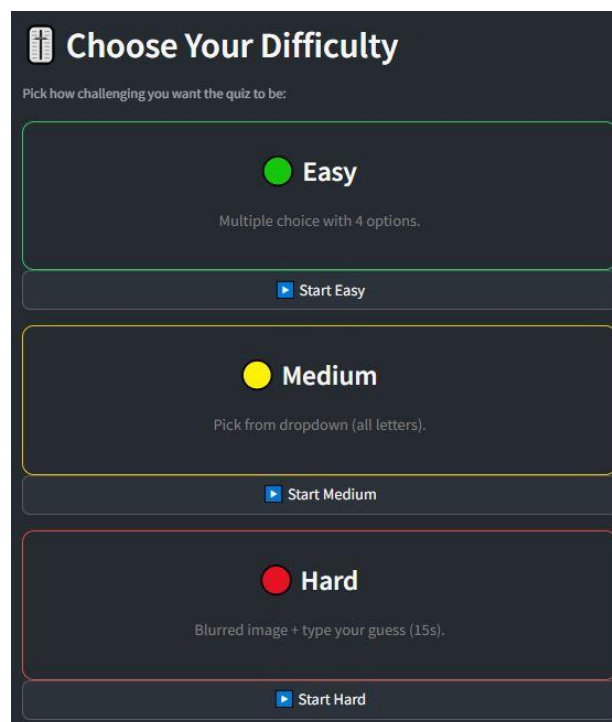 Choose Your Difficulty
Pick how challenging you want the quiz to be:
Easy
Multiple choice with 4 options.
Start Easy
Medium
Pick from dropdown (all letters).
Start Medium
Hard
Blurred image + type your guess (15s).
Start Hard